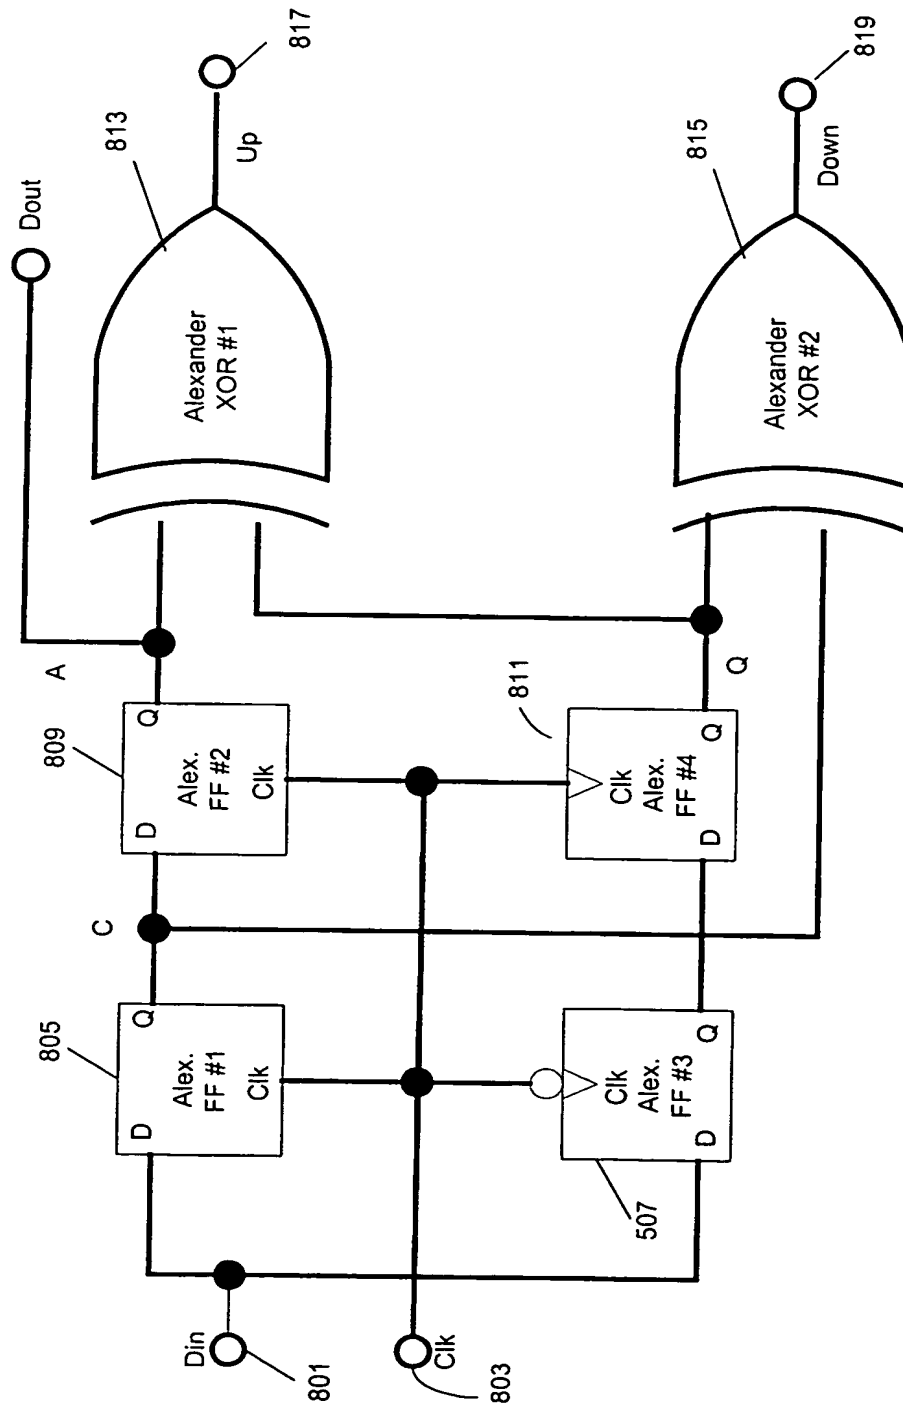 Din
801
Clk
803
805
D
Q
Alex.
FF #1
Clk
C
809
D
Q
Alex.
FF #2
Clk
A
Dout
813
Alexander
XOR #1
Up
817
Clk
Alex.
FF #3
D
Q
507
811
Clk
Alex.
FF #4
D
Q
Q
815
Alexander
XOR #2
Down
819